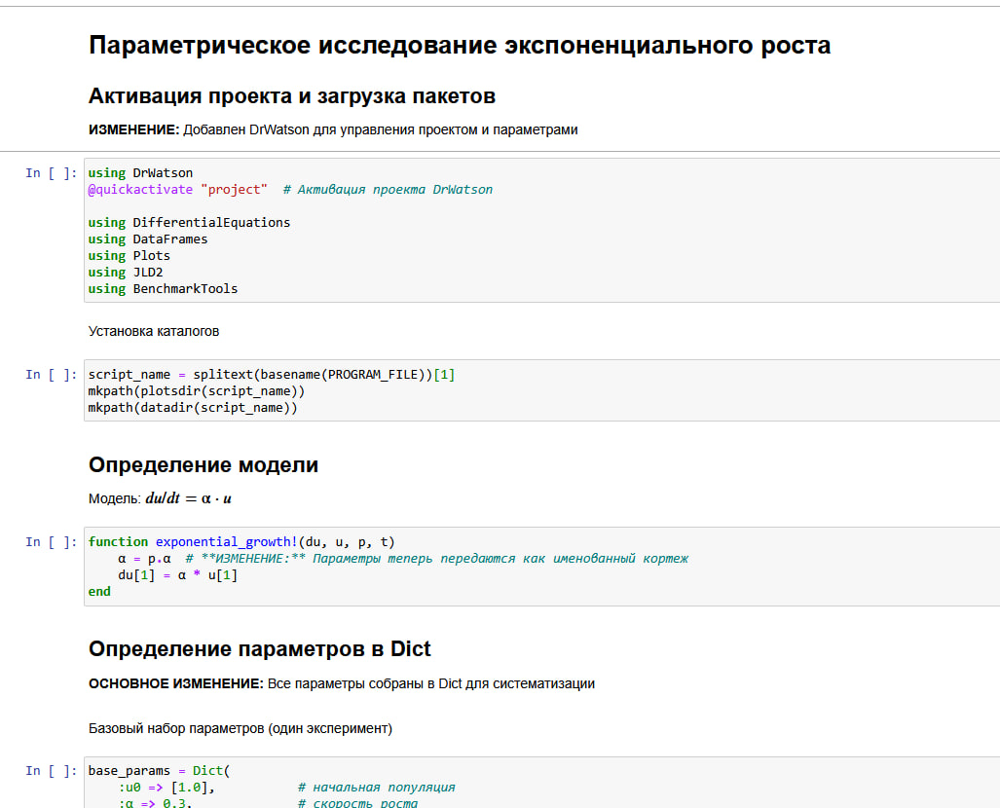 Параметрическое исследование экспоненциального роста
Активация проекта и загрузка пакетов
ИЗМЕНЕНИЕ: Добавлен DrWatson для управления проектом и параметрами
In [ ]: using DrWatson
@quickactivate "project"  # Активация проекта DrWatson
using DifferentialEquations
using DataFrames
using Plots
using JLD2
using BenchmarkTools
Установка каталогов
In [ ]: script_name = splitext(basename(PROGRAM_FILE))[1]
mkpath(plotsdir(script_name))
mkpath(datadir(script_name))
Определение модели
Модель: du/dt = α · u
In [ ]: function exponential_growth!(du, u, p, t)
    α = p.α  # **ИЗМЕНЕНИЕ:** Параметры теперь передаются как именованный кортеж
    du[1] = α * u[1]
end
Определение параметров в Dict
ОСНОВНОЕ ИЗМЕНЕНИЕ: Все параметры собраны в Dict для систематизации
Базовый набор параметров (один эксперимент)
In [ ]: base_params = Dict(
    :u0 => [1.0],           # начальная популяция
    :α => 0.3,              # скорость роста